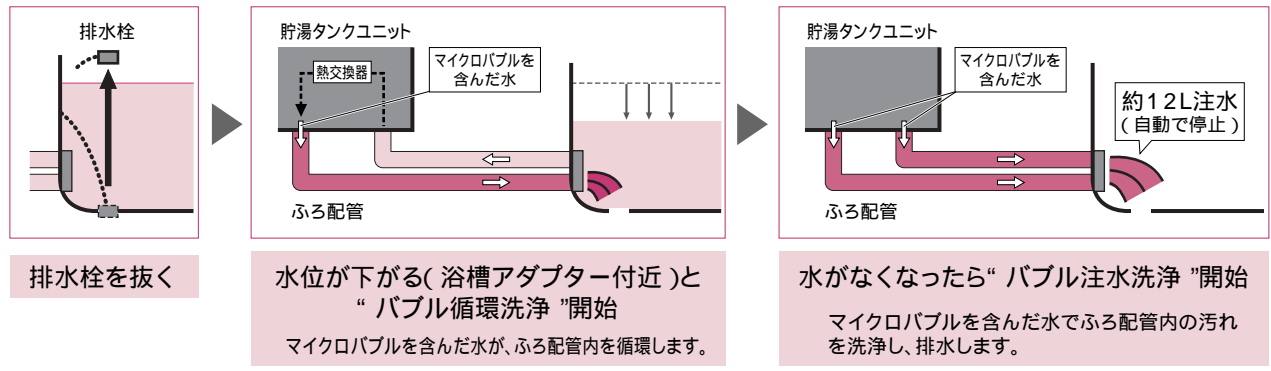 排水栓
排水栓を抜く
貯湯タンクユニット
熱交換器
マイクロバブルを
含んだ水
ふろ配管
水位が下がる( 浴槽アダプター付近 )と
“ バブル循環洗浄 ”開始
マイクロバブルを含んだ水が、ふろ配管内を循環します。
貯湯タンクユニット
マイクロバブルを
含んだ水
約12L注水
( 自動で停止 )
ふろ配管
水がなくなったら“ バブル注水洗浄 ”開始
マイクロバブルを含んだ水でふろ配管内の汚れ
を洗浄し、排水します。